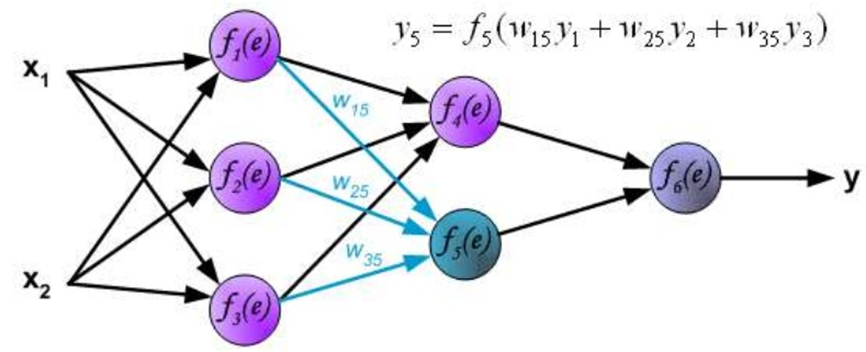 y₅ = f₅(w₁₅y₁ + w₂₅y₂ + w₃₅y₃)
f₁(e)
x₁
w₁₅
f₄(e)
f₂(e)
w₂₅
f₆(e)
y
w₃₅
f₅(e)
x₂
f₃(e)